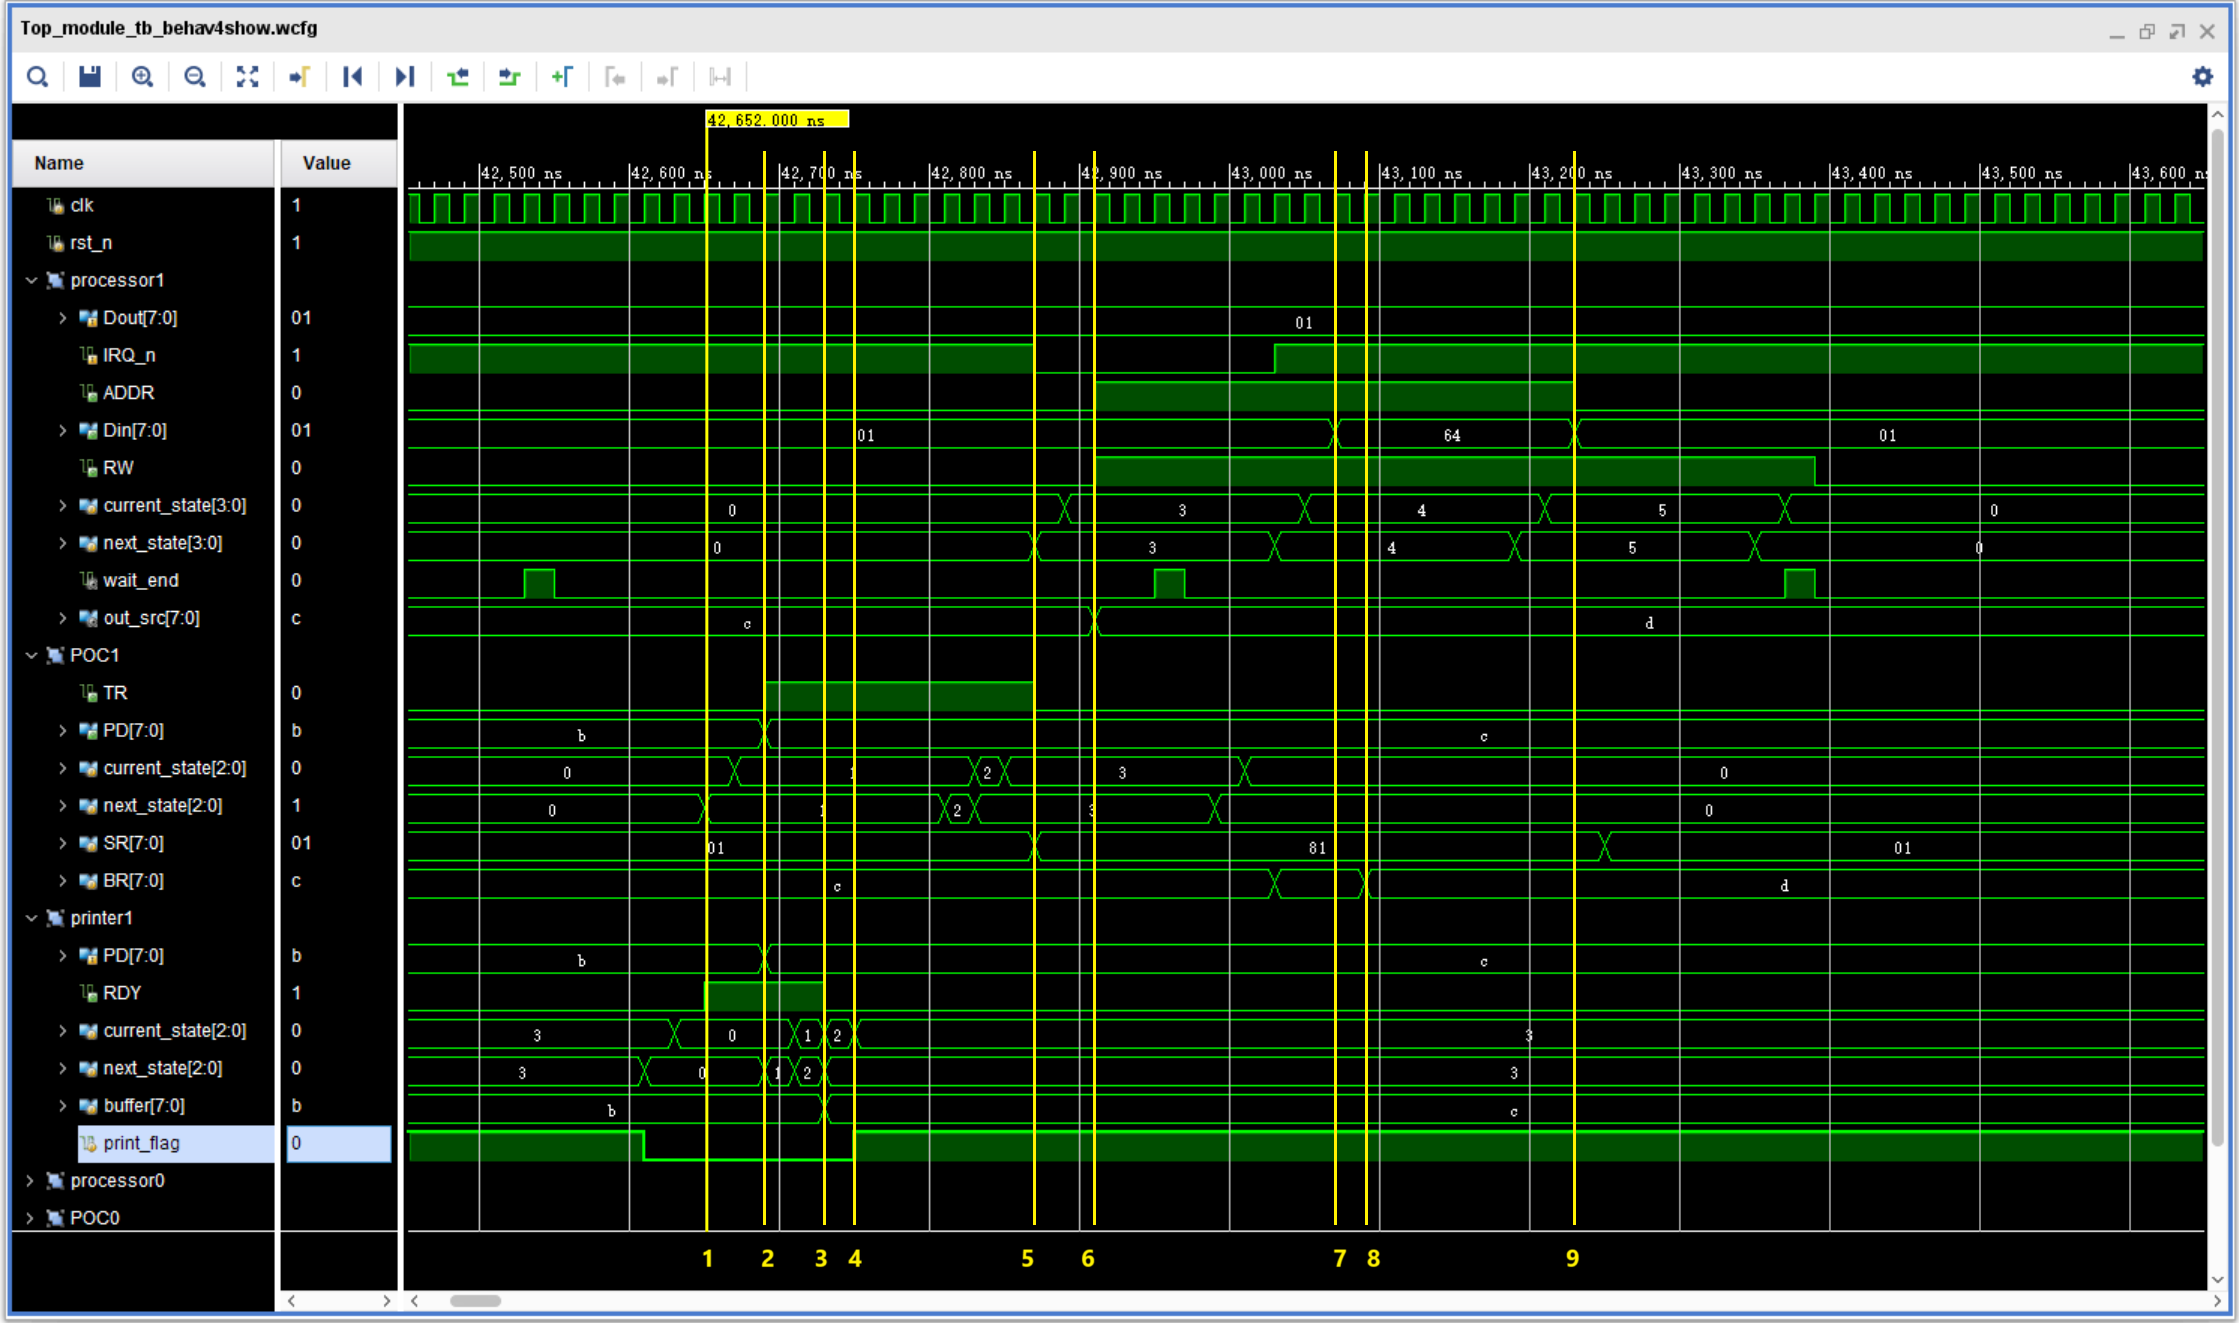 Top_module_tb_behav4show.wcfg
42,652.000 ns
Name Value
42,500 ns 42,600 ns 42,700 ns 42,800 ns 42,900 ns 43,000 ns 43,100 ns 43,200 ns 43,300 ns 43,400 ns 43,500 ns 43,600 ns
clk 1
rst_n 1
processor1
Dout[7:0] 01 01
IRQ_n 1
ADDR 0
Din[7:0] 01 01 64 01
RW 0
current_state[3:0] 0 0 3 4 5 0
next_state[3:0] 0 0 3 4 5 0
wait_end 0
out_src[7:0] c c d
POC1
TR 0
PD[7:0] b b c
current_state[2:0] 0 0 1 2 3 0
next_state[2:0] 1 0 1 2 3 0
SR[7:0] 01 01 81 01
BR[7:0] c c d
printer1
PD[7:0] b b c
RDY 1
current_state[2:0] 0 3 0 1 2 3
next_state[2:0] 0 3 0 1 2 3
buffer[7:0] b b c
print_flag 0
processor0
POC0
1 2 3 4 5 6 7 8 9